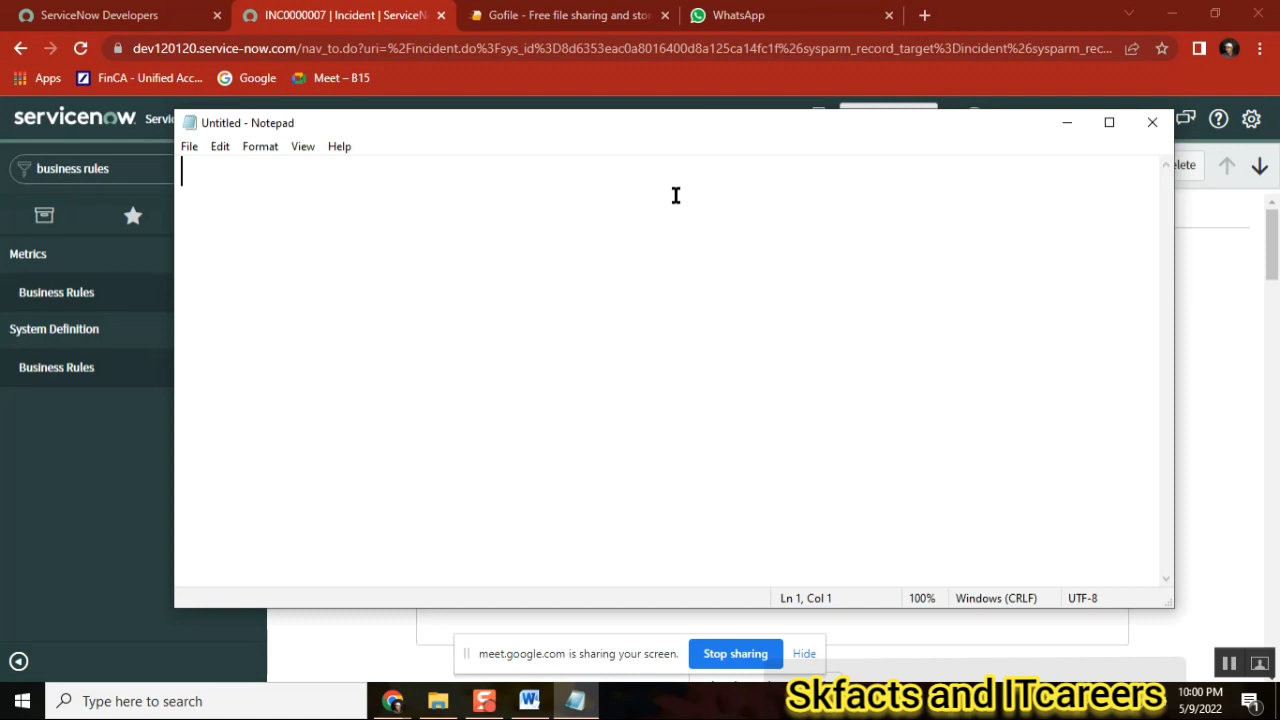 ServiceNow Developers
INC0000007 | Incident | ServiceN
Gofile - Free file sharing and sto
WhatsApp
dev120120.service-now.com/nav_to.do?uri=%2Fincident.do%3Fsys_id%3D8d6353eac0a8016400d8a125ca14fc1f%26sysparm_record_target%3Dincident%26sysparm_rec...
Apps
FinCA - Unified Acc...
Google
Meet – B15
servicenow
Untitled - Notepad
File Edit Format View Help
business rules
Metrics
Business Rules
System Definition
Business Rules
Ln 1, Col 1
100%
Windows (CRLF)
UTF-8
meet.google.com is sharing your screen.
Stop sharing
Hide
Type here to search
Skfacts and ITcareers
10:00 PM
5/9/2022
1